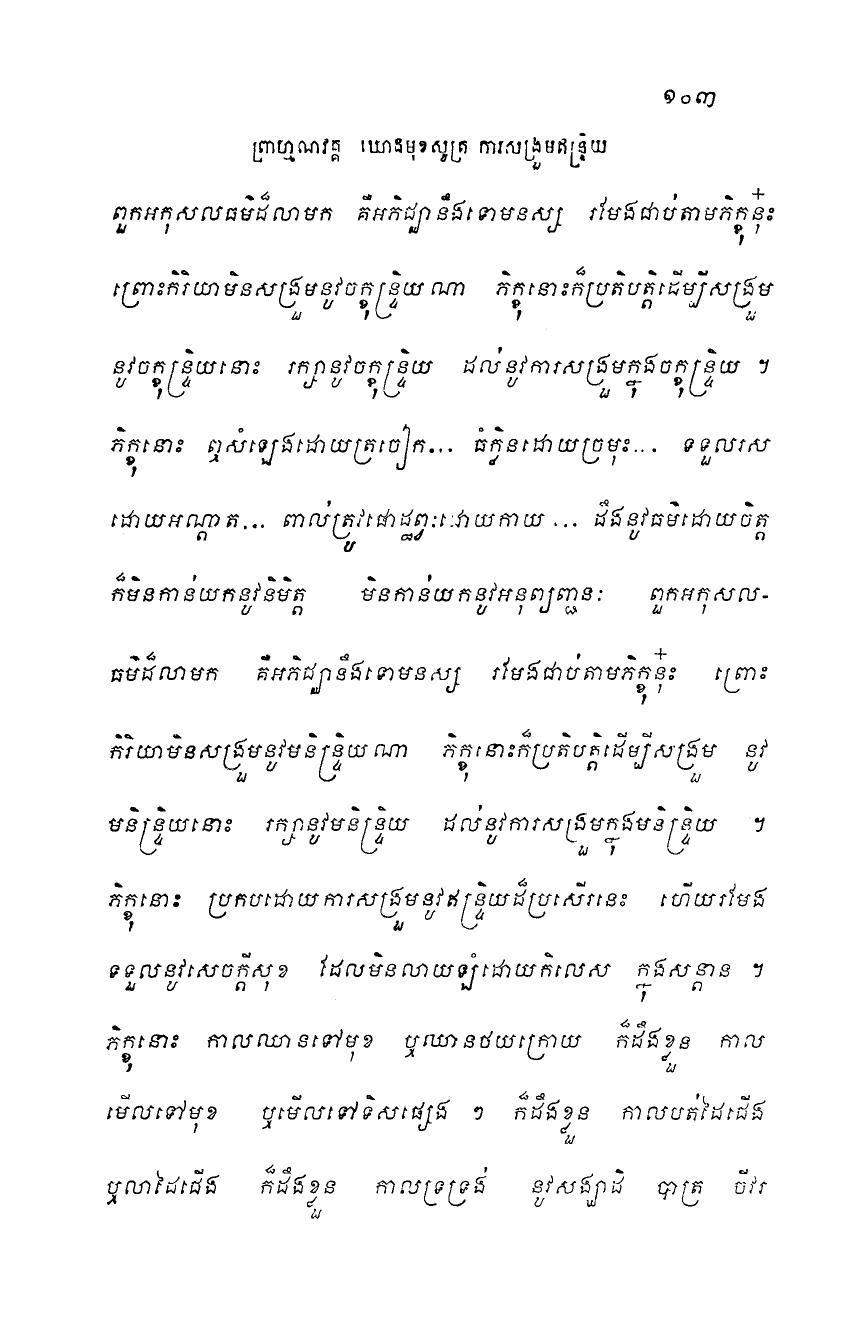 ១០៣
ព្រាហ្មណវគ្គ ឃោដមុខសូត្រ ការសង្រួមឥន្ទ្រិយ
ពួកអកុសលធម៌ដ៏លាមក គឺអភិជ្ឈានឹងទោមនស្ស រមែងជាប់តាមភិក្ខុនុ៎ះ
ព្រោះកិរិយាមិនសង្រួមនូវចក្ខុន្ទ្រិយណា ភិក្ខុនោះក៏ប្រតិបត្តិដើម្បីសង្រួម
នូវចក្ខុន្ទ្រិយនោះ រក្សានូវចក្ខុន្ទ្រិយ ដល់នូវការសង្រួមក្នុងចក្ខុន្ទ្រិយ ។
ភិក្ខុនោះ ឮសំឡេងដោយត្រចៀក... ធំក្លិនដោយច្រមុះ... ទទួលរស
ដោយអណ្តាត... ពាល់ត្រូវផោដ្ឋព្វៈដោយកាយ ... ដឹងនូវធម៌ដោយចិត្ត
ក៏មិនកាន់យកនូវនិមិត្ត មិនកាន់យកនូវអនុព្យញ្ជនៈ ពួកអកុសល-
ធម៌ដ៏លាមក គឺអភិជ្ឈានឹងទោមនស្ស រមែងជាប់តាមភិក្ខុនុ៎ះ ព្រោះ
កិរិយាមិនសង្រួមនូវមនិន្ទ្រិយណា ភិក្ខុនោះក៏ប្រតិបត្តិដើម្បីសង្រួម នូវ
មនិន្ទ្រិយនោះ រក្សានូវមនិន្ទ្រិយ ដល់នូវការសង្រួមក្នុងមនិន្ទ្រិយ ។
ភិក្ខុនោះ ប្រកបដោយការសង្រួមនូវឥន្ទ្រិយដ៏ប្រសើរនេះ ហើយរមែង
ទទួលនូវសេចក្តីសុខ ដែលមិនលាយឡំដោយកិលេស ក្នុងសន្តាន ។
ភិក្ខុនោះ កាលឈានទៅមុខ ឬឈានថយក្រោយ ក៏ដឹងខ្លួន កាល
មើលទៅមុខ ឬមើលទៅទិសផ្សេង ៗ ក៏ដឹងខ្លួន កាលបត់ដៃជើង
ឬលាដៃជើង ក៏ដឹងខ្លួន កាលទ្រទ្រង់ នូវសង្ឃាដិ បាត្រ ចីវរ